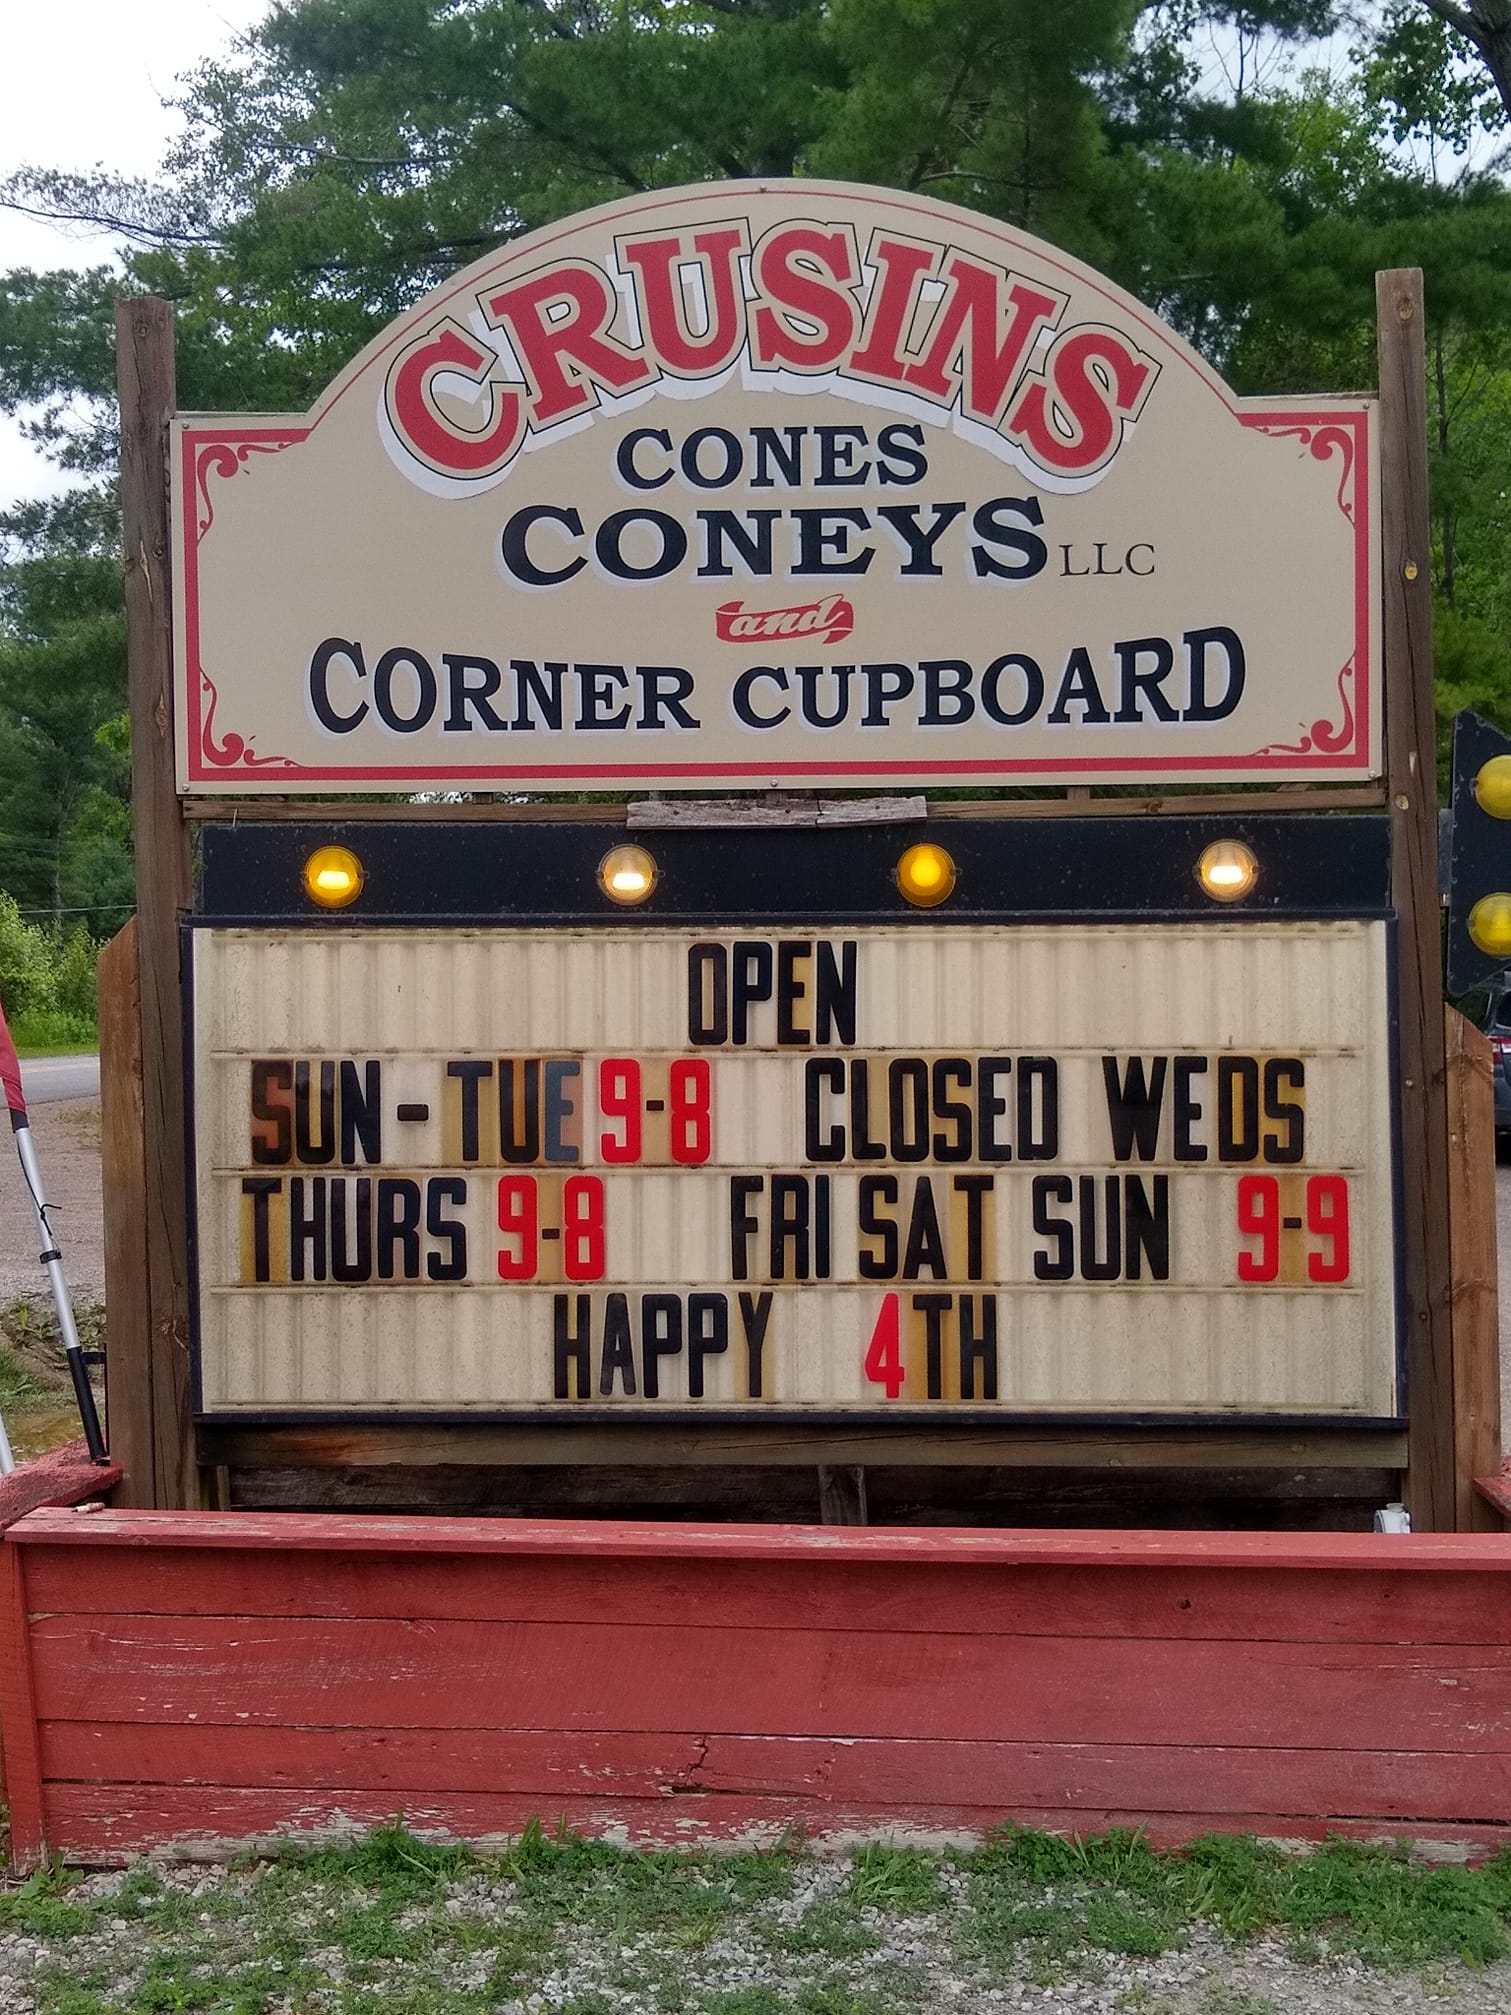 CRUSINS
CONES
CONEYS LLC
and
CORNER CUPBOARD
OPEN
SUN-TUE 9-8 CLOSED WEDS
THURS 9-8 FRI SAT SUN 9-9
HAPPY 4TH